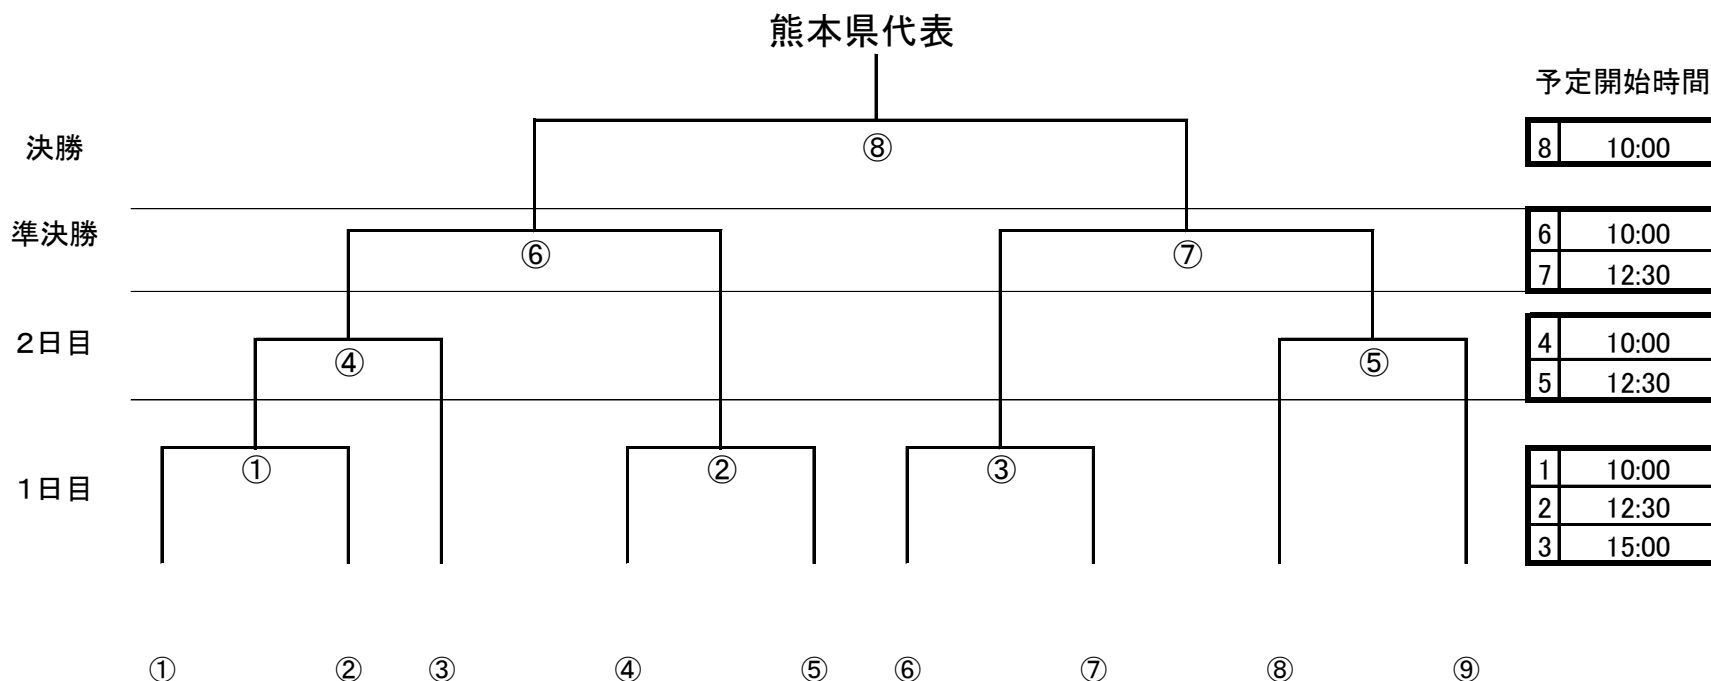 熊本県代表
予定開始時間
決勝
⑧
8 10:00
準決勝
⑥ ⑦
6 10:00
7 12:30
2日目
④ ⑤
4 10:00
5 12:30
1日目
① ② ③
1 10:00
2 12:30
3 15:00
① ② ③ ④ ⑤ ⑥ ⑦ ⑧ ⑨